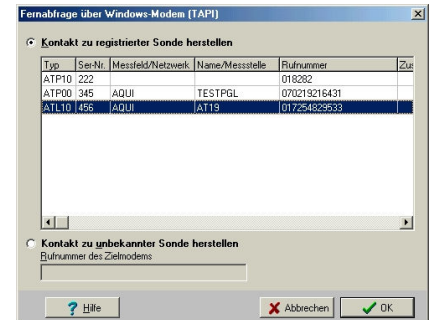 Fernabfrage über Windows-Modem (TAPI)
Kontakt zu registrierter Sonde herstellen
Typ Ser-Nr. Messfeld/Netzwerk Name/Messstelle Rufnummer Zus
ATP10 222 018282
ATP00 345 AQUI TESTPGL 070219216431
ATL10 456 AQUI AT19 017254829533
Kontakt zu unbekannter Sonde herstellen
Rufnummer des Zielmodems
? Hilfe Abbrechen OK